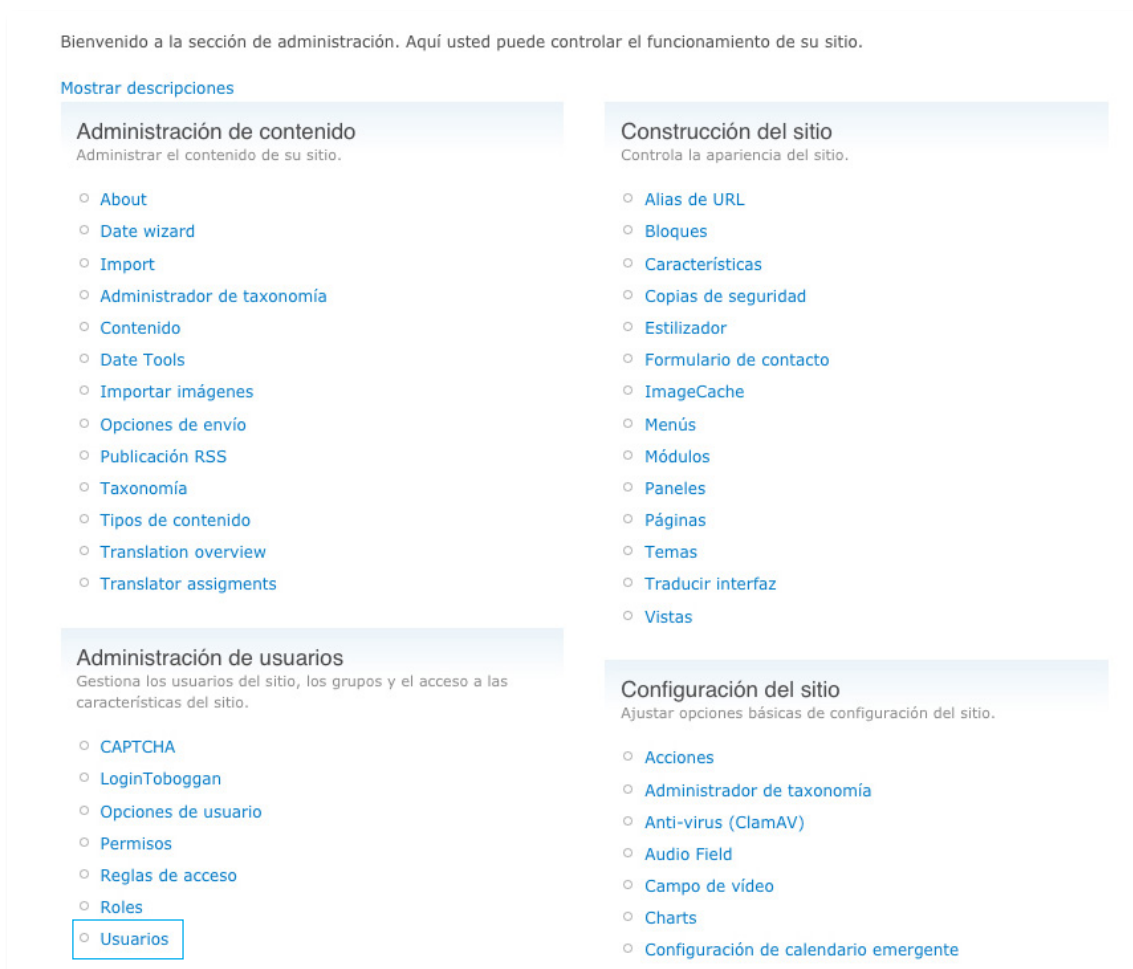 Bienvenido a la sección de administración. Aquí usted puede controlar el funcionamiento de su sitio.
Mostrar descripciones
Administración de contenido
Administrar el contenido de su sitio.
About
Date wizard
Import
Administrador de taxonomía
Contenido
Date Tools
Importar imágenes
Opciones de envío
Publicación RSS
Taxonomía
Tipos de contenido
Translation overview
Translator assigments
Administración de usuarios
Gestiona los usuarios del sitio, los grupos y el acceso a las
características del sitio.
CAPTCHA
LoginToboggan
Opciones de usuario
Permisos
Reglas de acceso
Roles
Usuarios
Construcción del sitio
Controla la apariencia del sitio.
Alias de URL
Bloques
Características
Copias de seguridad
Estilizador
Formulario de contacto
ImageCache
Menús
Módulos
Paneles
Páginas
Temas
Traducir interfaz
Vistas
Configuración del sitio
Ajustar opciones básicas de configuración del sitio.
Acciones
Administrador de taxonomía
Anti-virus (ClamAV)
Audio Field
Campo de vídeo
Charts
Configuración de calendario emergente